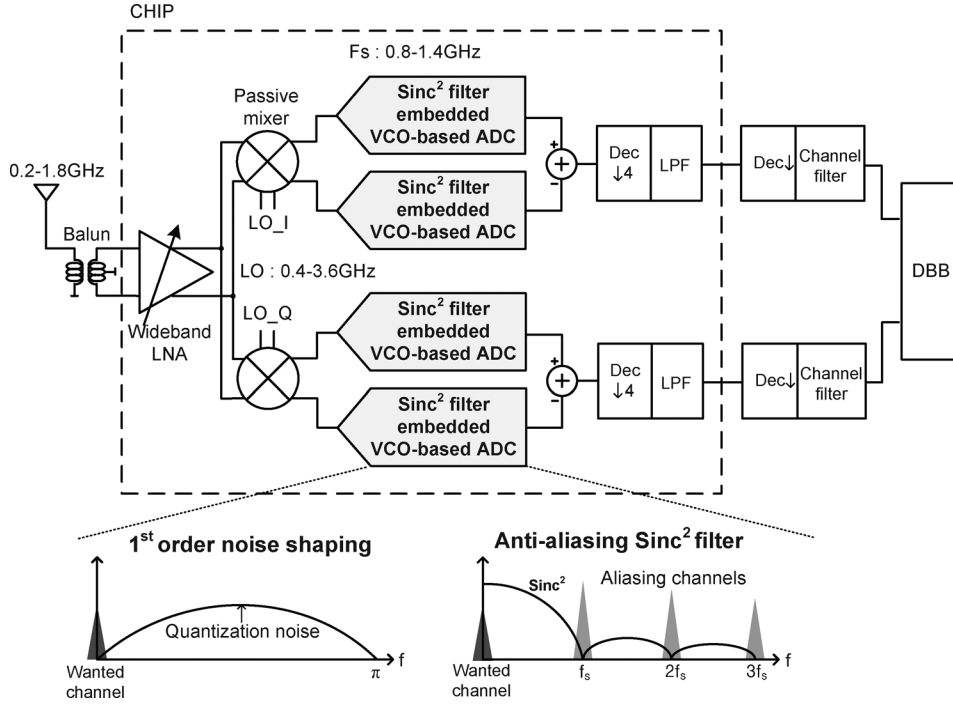 CHIP
Fs : 0.8-1.4GHz
Passive
mixer
Sinc² filter
embedded
VCO-based ADC
Sinc² filter
embedded
VCO-based ADC
LO_I
+
−
Dec
↓4
LPF
Dec↓
Channel
filter
0.2-1.8GHz
Balun
Wideband
LNA
LO : 0.4-3.6GHz
LO_Q
DBB
Sinc² filter
embedded
VCO-based ADC
Sinc² filter
embedded
VCO-based ADC
+
−
Dec
↓4
LPF
Dec↓
Channel
filter
1st order noise shaping
Quantization noise
Wanted
channel
π
f
Anti-aliasing Sinc² filter
Sinc²
Aliasing channels
Wanted
channel
fs
2fs
3fs
f